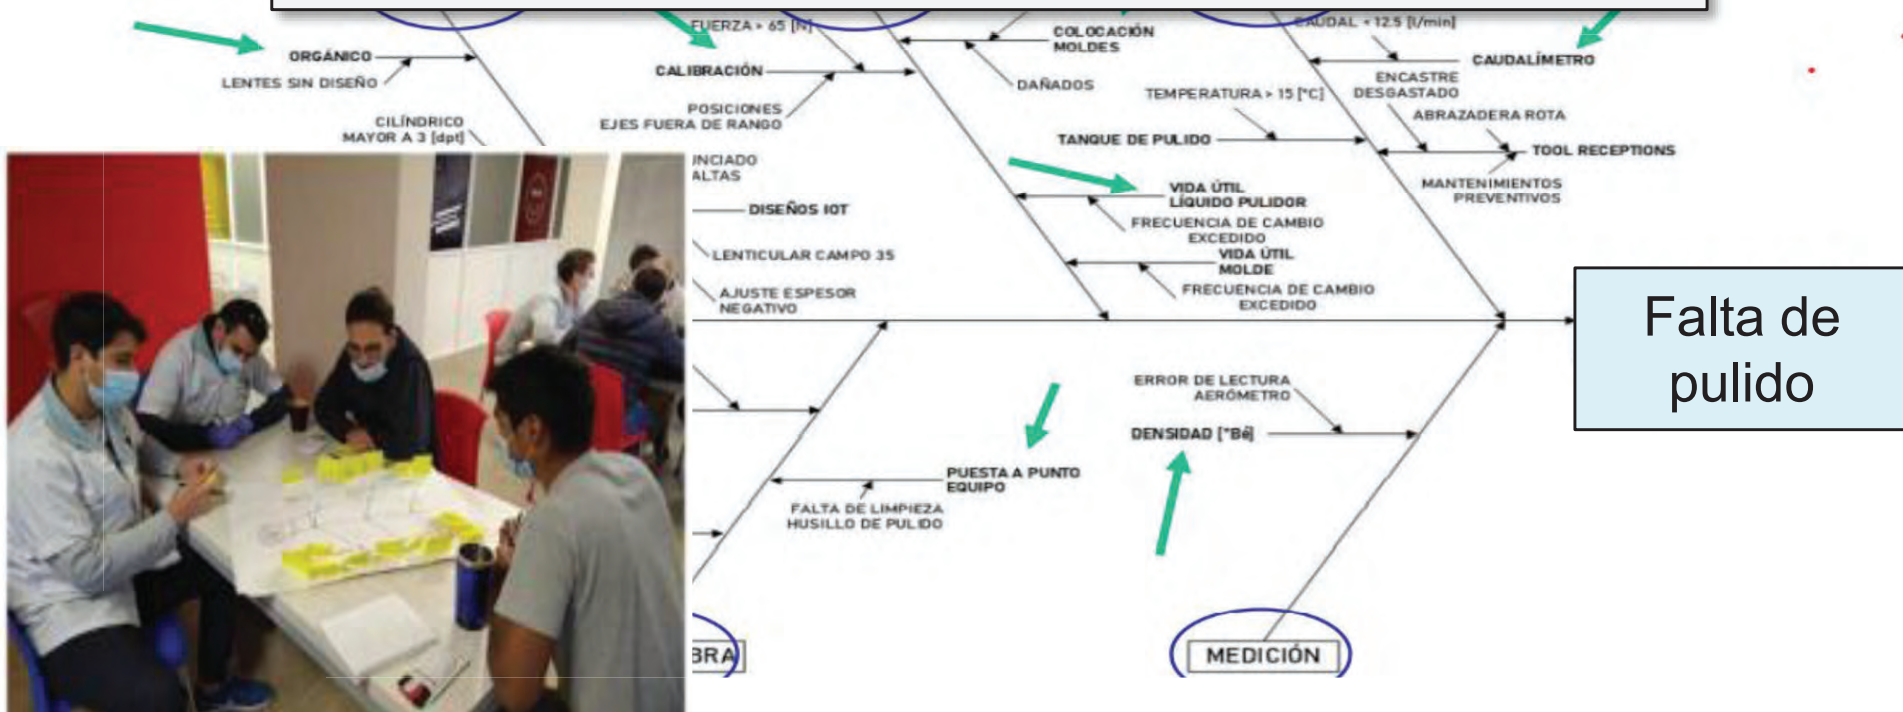 FUERZA > 65 [N]
CAUDAL < 12.5 [l/min]
ORGÁNICO
LENTES SIN DISEÑO
CALIBRACIÓN
POSICIONES
EJES FUERA DE RANGO
COLOCACIÓN
MOLDES
DAÑADOS
CAUDALÍMETRO
ENCASTRE
DESGASTADO
TEMPERATURA > 15 [°C]
ABRAZADERA ROTA
CILÍNDRICO
MAYOR A 3 [dpt]
TANQUE DE PULIDO
TOOL RECEPTIONS
MANTENIMIENTOS
PREVENTIVOS
UNCIADO
ALTAS
VIDA ÚTIL
LÍQUIDO PULIDOR
DISEÑOS IOT
FRECUENCIA DE CAMBIO
EXCEDIDO
LENTICULAR CAMPO 35
VIDA ÚTIL
MOLDE
AJUSTE ESPESOR
NEGATIVO
FRECUENCIA DE CAMBIO
EXCEDIDO
Falta de
pulido
ERROR DE LECTURA
AERÓMETRO
DENSIDAD [°Bé]
PUESTA A PUNTO
EQUIPO
FALTA DE LIMPIEZA
HUSILLO DE PULIDO
BRA
MEDICIÓN